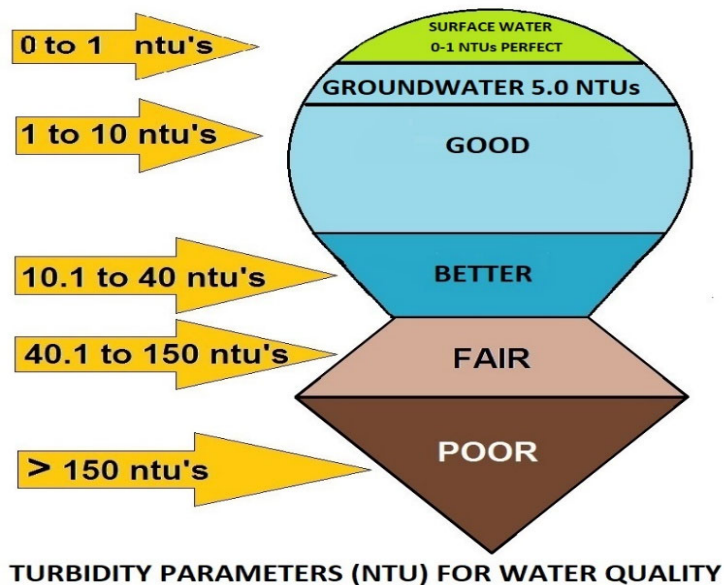 0 to 1 ntu's
SURFACE WATER
0-1 NTUs PERFECT
GROUNDWATER 5.0 NTUs
1 to 10 ntu's
GOOD
10.1 to 40 ntu's
BETTER
40.1 to 150 ntu's
FAIR
> 150 ntu's
POOR
TURBIDITY PARAMETERS (NTU) FOR WATER QUALITY